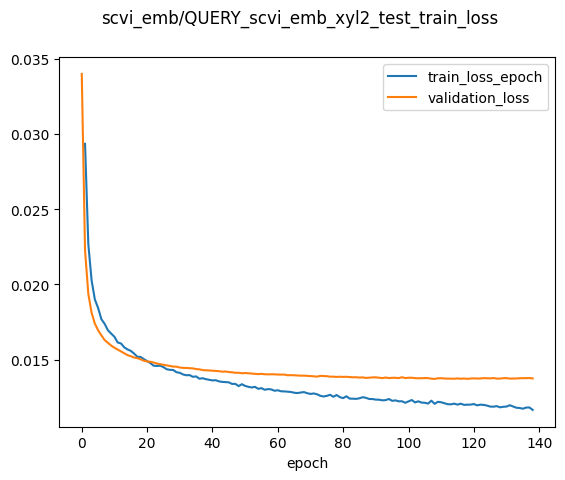 scvi_emb/QUERY_scvi_emb_xyl2_test_train_loss
train_loss_epoch
validation_loss
0.035
0.030
0.025
0.020
0.015
0 20 40 60 80 100 120 140
epoch